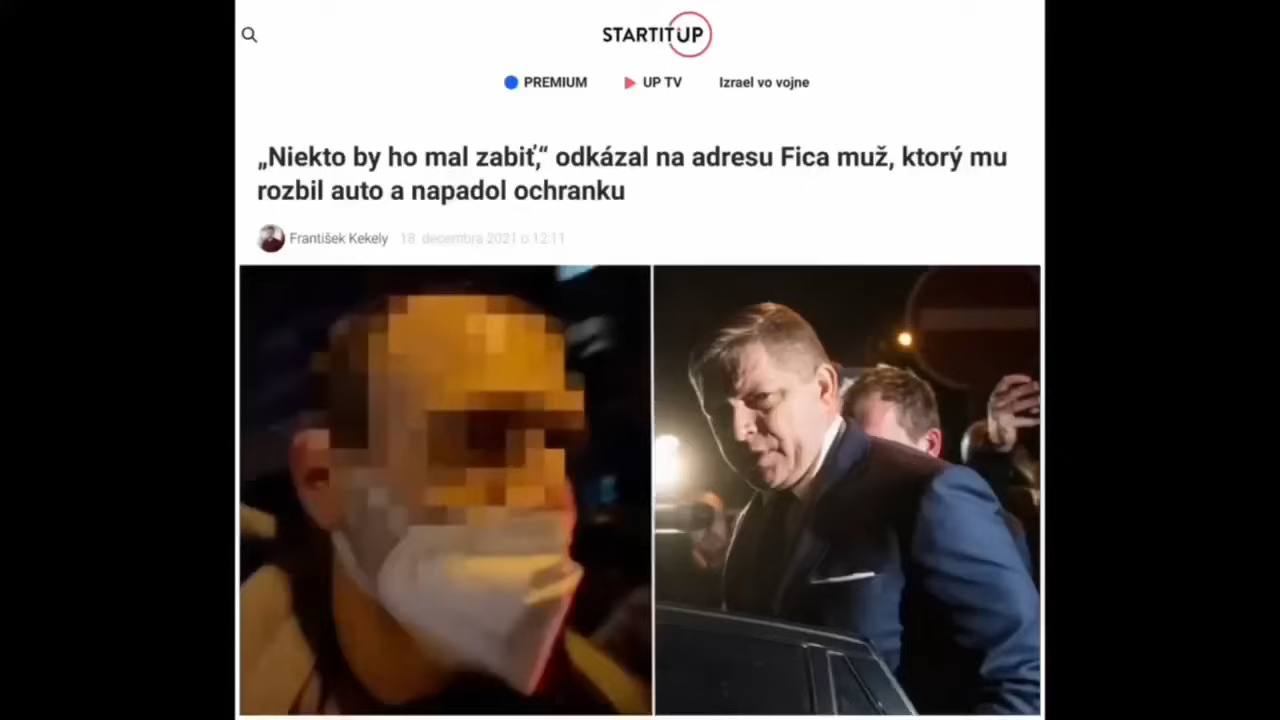 STARTITUP
PREMIUM UP TV Izrael vo vojne
„Niekto by ho mal zabiť,“ odkázal na adresu Fica muž, ktorý mu
rozbil auto a napadol ochranku
František Kekely 18. decembra 2021 o 12:11